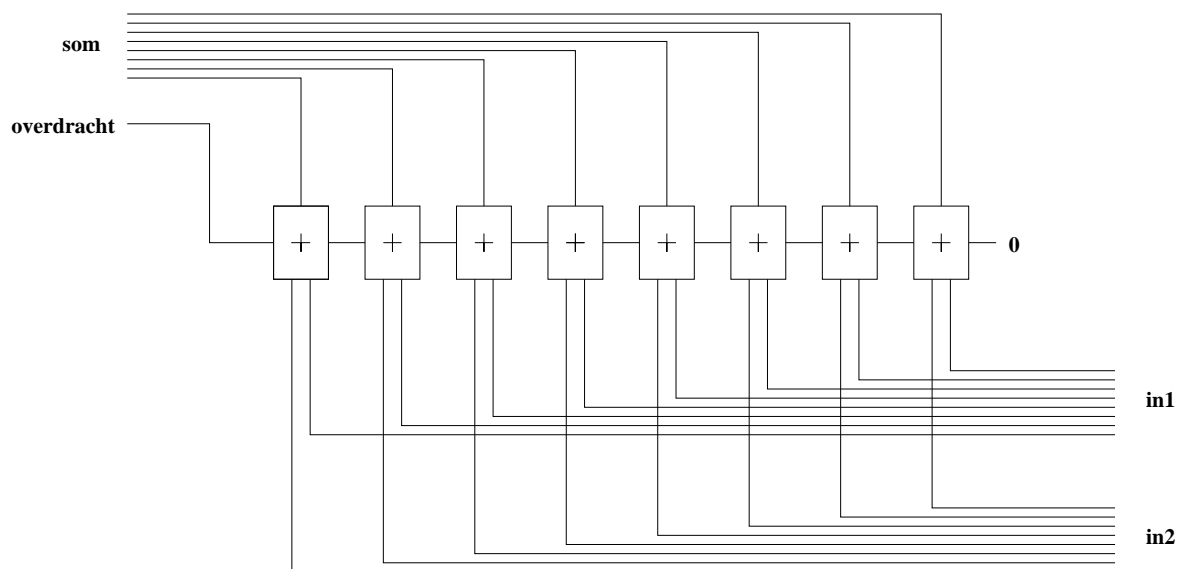 som
overdracht
+ + + + + + + +
0
in1
in2